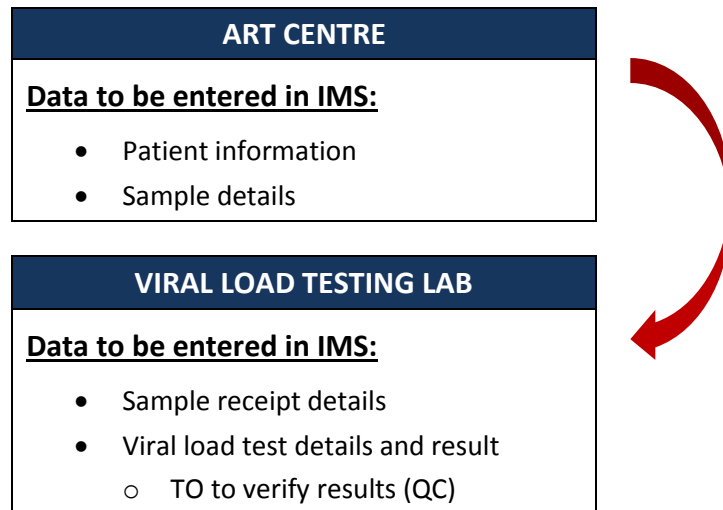 ART CENTRE
Data to be entered in IMS:
• Patient information
• Sample details
VIRAL LOAD TESTING LAB
Data to be entered in IMS:
• Sample receipt details
• Viral load test details and result
o TO to verify results (QC)